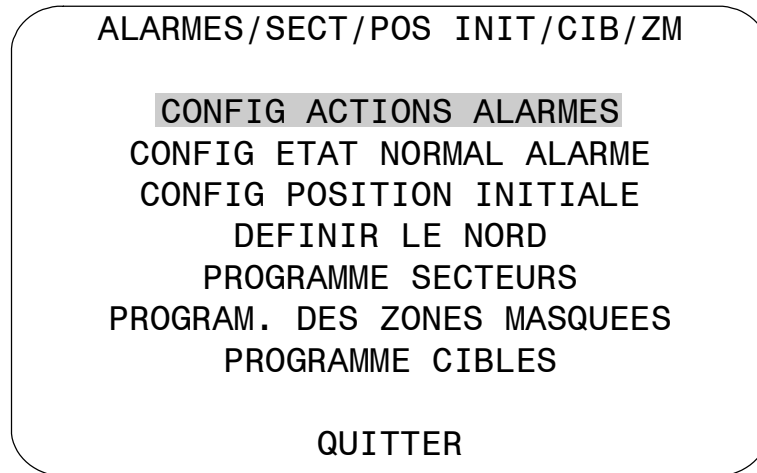 ALARMES/SECT/POS INIT/CIB/ZM
CONFIG ACTIONS ALARMES
CONFIG ETAT NORMAL ALARME
CONFIG POSITION INITIALE
DEFINIR LE NORD
PROGRAMME SECTEURS
PROGRAM. DES ZONES MASQUEES
PROGRAMME CIBLES
QUITTER